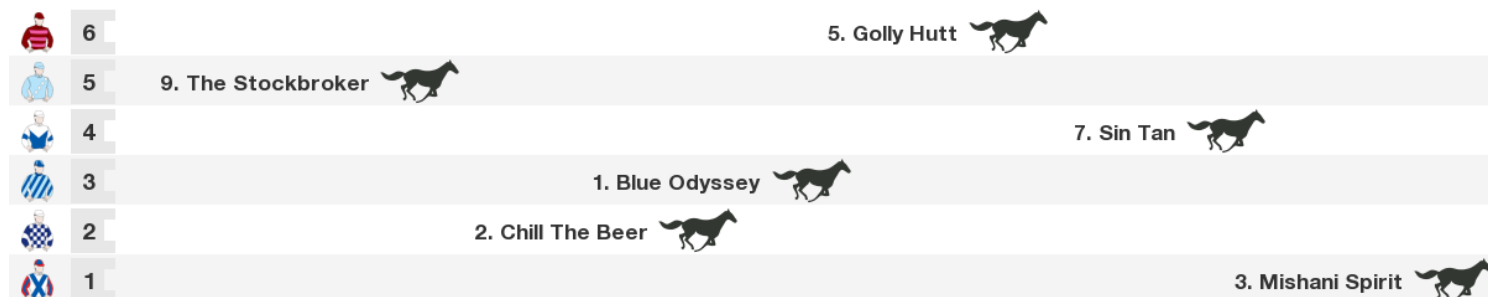 6 5. Golly Hutt
5 9. The Stockbroker
4 7. Sin Tan
3 1. Blue Odyssey
2 2. Chill The Beer
1 3. Mishani Spirit